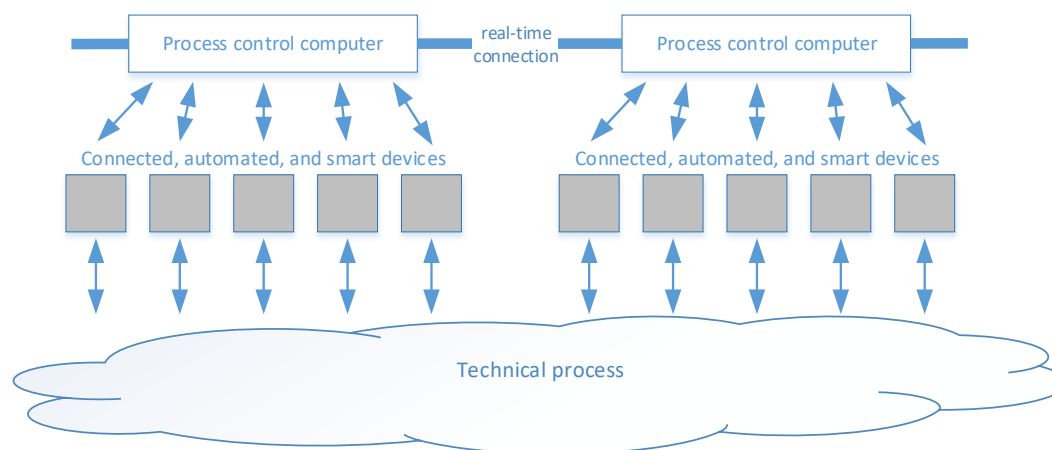 Process control computer
real-time
connection
Process control computer
Connected, automated, and smart devices
Connected, automated, and smart devices
Technical process